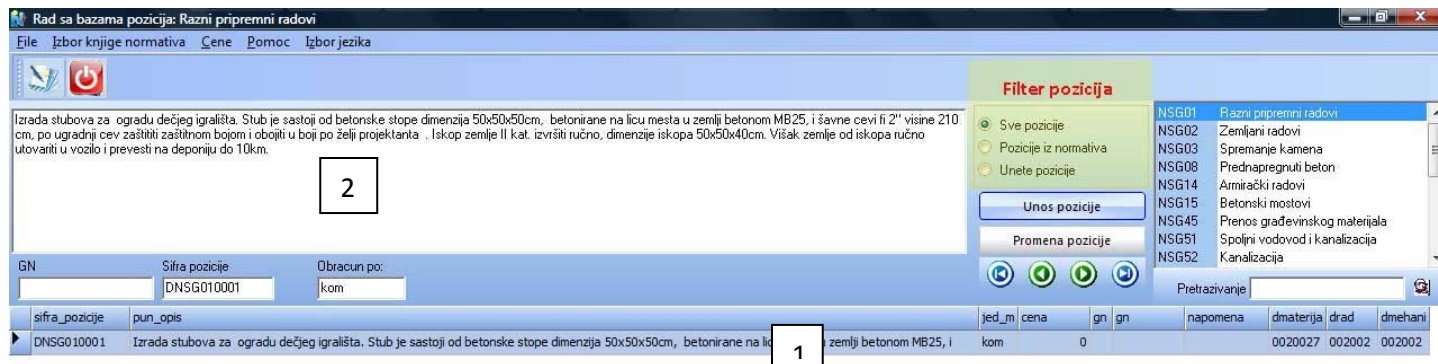 Rad sa bazama pozicija: Razni pripremni radovi
File Izbor knjige normativa Cene Pomoc Izbor jezika
Izrada stubova za ogradu dečjeg igrališta. Stub je sastoji od betonske stope dimenzija 50x50x50cm, betonirane na licu mesta u zemlji betonom MB25, i šavne cevi fi 2" visine 210
cm, po ugradnji cev zaštititi zaštitnom bojom i obojiti u boji po želji projektanta . Iskop zemlje II kat. izvršiti ručno, dimenzije iskopa 50x50x40cm. Višak zemlje od iskopa ručno
utovariti u vozilo i prevesti na deponiju do 10km.
2
GN Sifra pozicije Obracun po:
DNSG010001 kom
Filter pozicija
Sve pozicije
Pozicije iz normativa
Unete pozicije
Unos pozicije
Promena pozicije
NSG01 Razni pripremni radovi
NSG02 Zemljani radovi
NSG03 Spremanje kamena
NSG08 Prednapregnuti beton
NSG14 Armirački radovi
NSG15 Betonski mostovi
NSG45 Prenos građevinskog materijala
NSG51 Spoljni vodovod i kanalizacija
NSG52 Kanalizacija
Pretrazivanje
sifra_pozicije pun_opis jed_m cena gn gn napomena dmaterija drad dmehani
DNSG010001 Izrada stubova za ogradu dečjeg igrališta. Stub je sastoji od betonske stope dimenzija 50x50x50cm, betonirane na zemlji betonom MB25, i kom 0 0020027 002002 002002
1